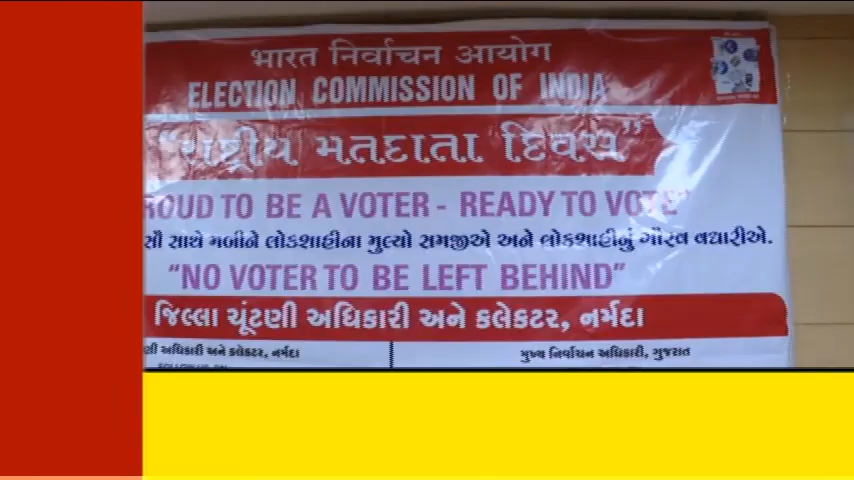 भारत निर्वाचन आयोग
ELECTION COMMISSION OF INDIA
“રાષ્ટ્રીય મતદાતા દિવસ”
ROUD TO BE A VOTER - READY TO VOTE”
સૌ સાથે મળીને લોકશાહીના મુલ્યો સમજીએ અને લોકશાહીનું ગૌરવ વધારીએ.
“NO VOTER TO BE LEFT BEHIND”
જિલ્લા ચૂંટણી અધિકારી અને કલેકટર, નર્મદા
ણી અધિકારી અને કલેકટર, નર્મદા
મુખ્ય નિર્વાચન અધિકારી, ગુજરાત